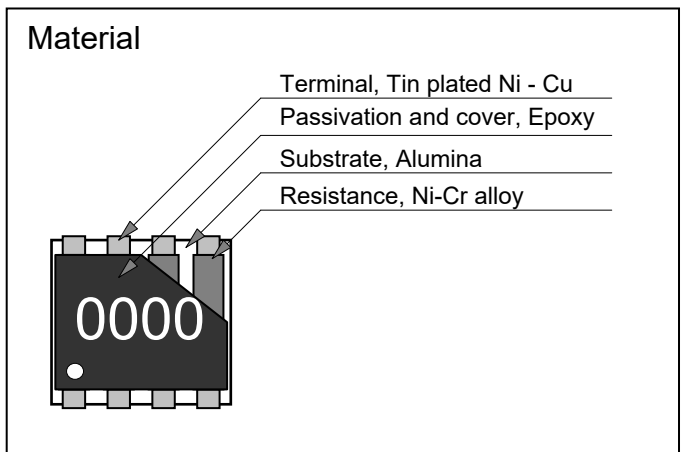 Material
Terminal, Tin plated Ni - Cu
Passivation and cover, Epoxy
Substrate, Alumina
Resistance, Ni-Cr alloy
0000